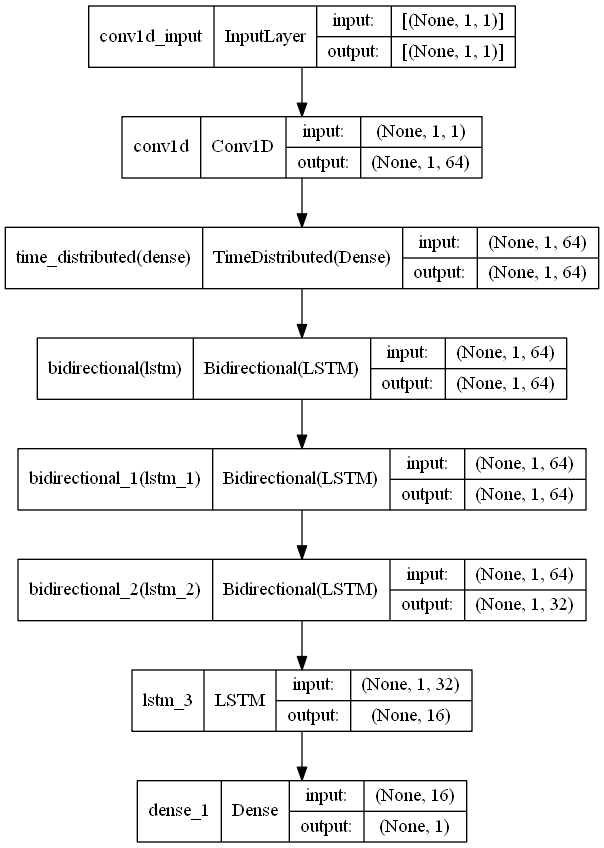 conv1d_input InputLayer input: [(None, 1, 1)]
output: [(None, 1, 1)]
conv1d Conv1D input: (None, 1, 1)
output: (None, 1, 64)
time_distributed(dense) TimeDistributed(Dense) input: (None, 1, 64)
output: (None, 1, 64)
bidirectional(lstm) Bidirectional(LSTM) input: (None, 1, 64)
output: (None, 1, 64)
bidirectional_1(lstm_1) Bidirectional(LSTM) input: (None, 1, 64)
output: (None, 1, 64)
bidirectional_2(lstm_2) Bidirectional(LSTM) input: (None, 1, 64)
output: (None, 1, 32)
lstm_3 LSTM input: (None, 1, 32)
output: (None, 16)
dense_1 Dense input: (None, 16)
output: (None, 1)